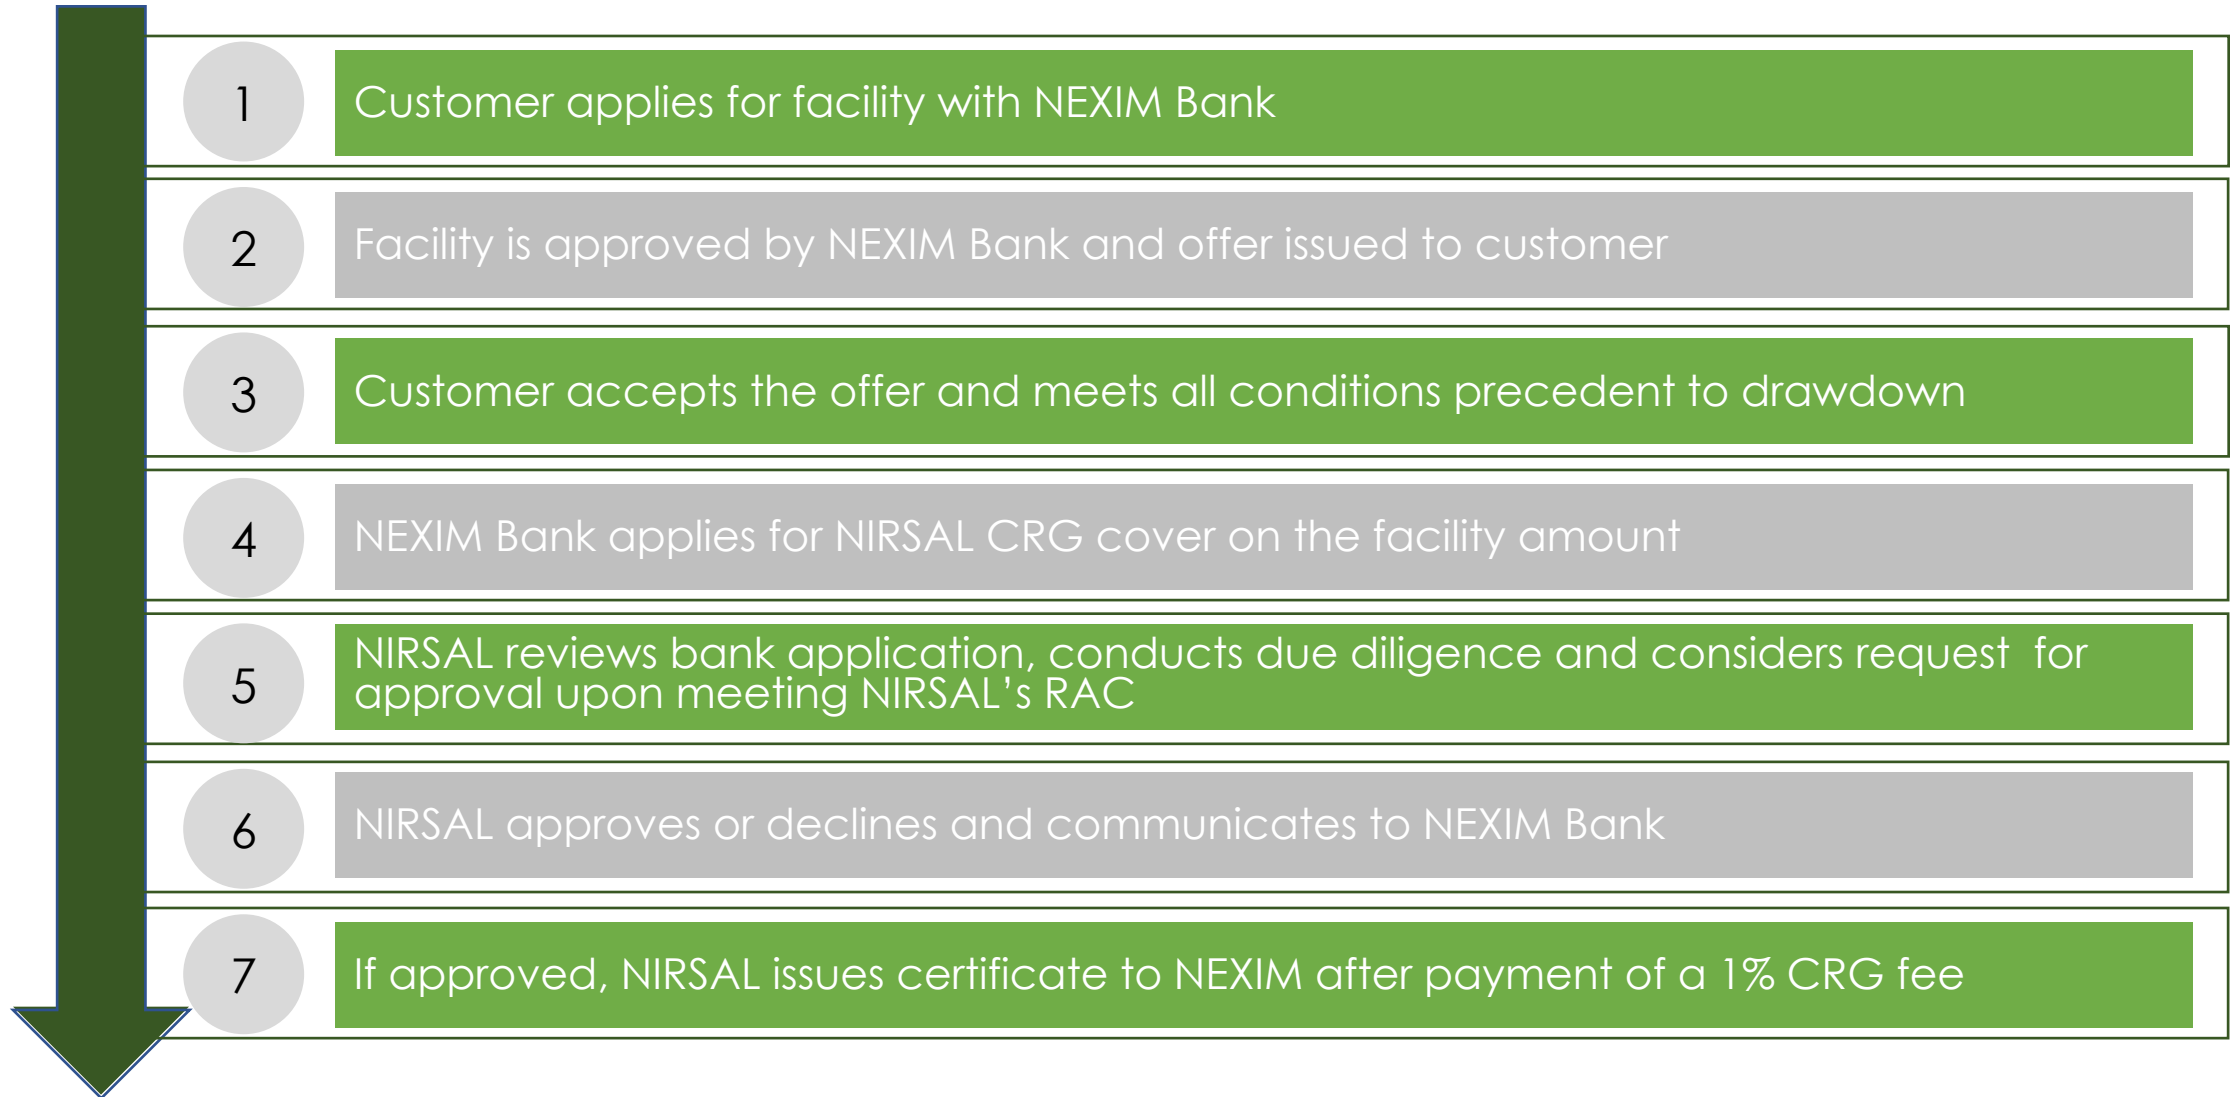 1
Customer applies for facility with NEXIM Bank
2
Facility is approved by NEXIM Bank and offer issued to customer
3
Customer accepts the offer and meets all conditions precedent to drawdown
4
NEXIM Bank applies for NIRSAL CRG cover on the facility amount
5
NIRSAL reviews bank application, conducts due diligence and considers request  for
approval upon meeting NIRSAL’s RAC
6
NIRSAL approves or declines and communicates to NEXIM Bank
7
If approved, NIRSAL issues certificate to NEXIM after payment of a 1% CRG fee